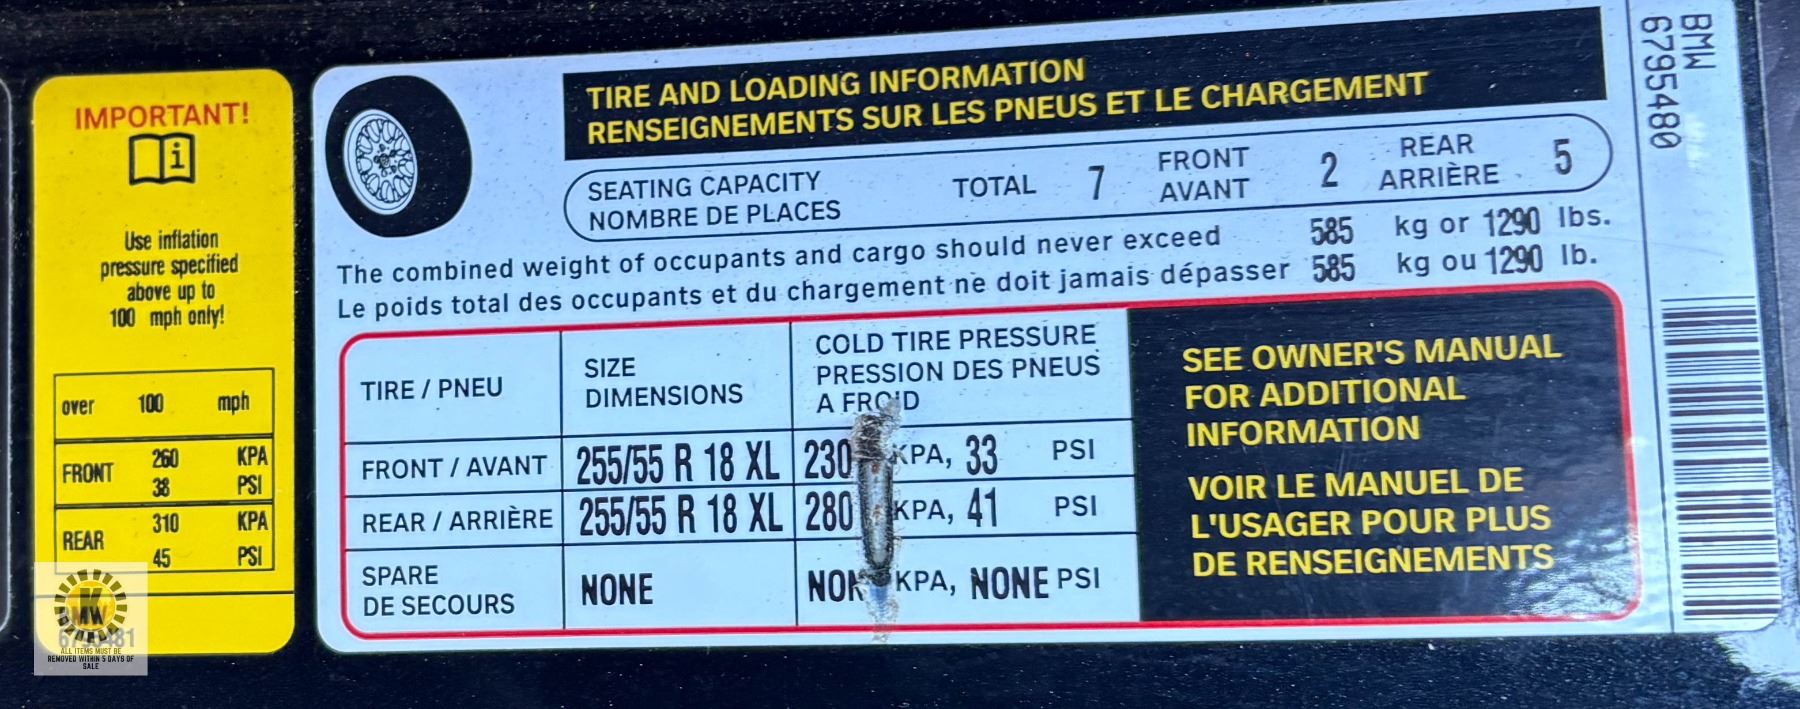 IMPORTANT!
Use inflation
pressure specified
above up to
100 mph only!
over 100 mph
FRONT 260 KPA
38 PSI
REAR 310 KPA
45 PSI
KMW
ALL ITEMS MUST BE
REMOVED WITHIN 5 DAYS OF
SALE
TIRE AND LOADING INFORMATION
RENSEIGNEMENTS SUR LES PNEUS ET LE CHARGEMENT
SEATING CAPACITY
NOMBRE DE PLACES
TOTAL 7
FRONT
AVANT
2
REAR
ARRIÈRE
5
The combined weight of occupants and cargo should never exceed 585 kg or 1290 lbs.
Le poids total des occupants et du chargement ne doit jamais dépasser 585 kg ou 1290 lb.
TIRE / PNEU
SIZE
DIMENSIONS
COLD TIRE PRESSURE
PRESSION DES PNEUS
A FROID
FRONT / AVANT 255/55 R 18 XL 230 KPA, 33 PSI
REAR / ARRIÈRE 255/55 R 18 XL 280 KPA, 41 PSI
SPARE
DE SECOURS
NONE KPA, NONE PSI
SEE OWNER'S MANUAL
FOR ADDITIONAL
INFORMATION
VOIR LE MANUEL DE
L'USAGER POUR PLUS
DE RENSEIGNEMENTS
BMW
6795480